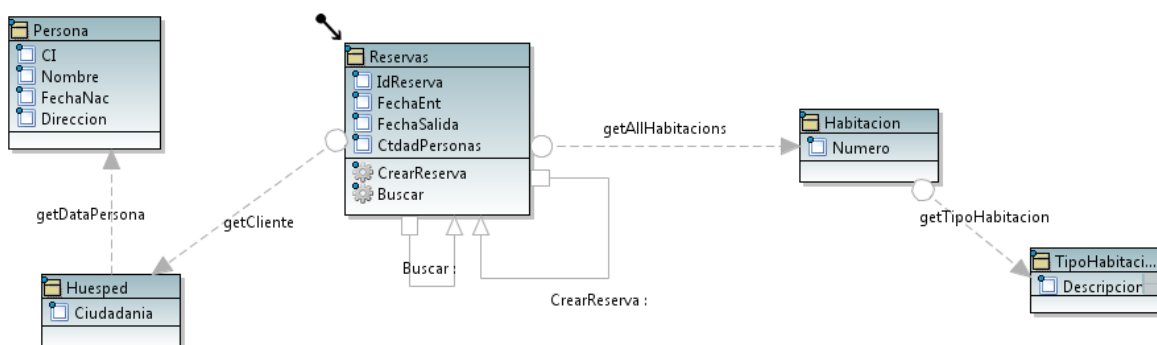 Persona
CI
Nombre
FechaNac
Direccion
getDataPersona
Huesped
Ciudadania
getCliente
Reservas
IdReserva
FechaEnt
FechaSalida
CtdadPersonas
CrearReserva
Buscar
Buscar :
CrearReserva :
getAllHabitacions
Habitacion
Numero
getTipoHabitacion
TipoHabitaci...
Descripcion